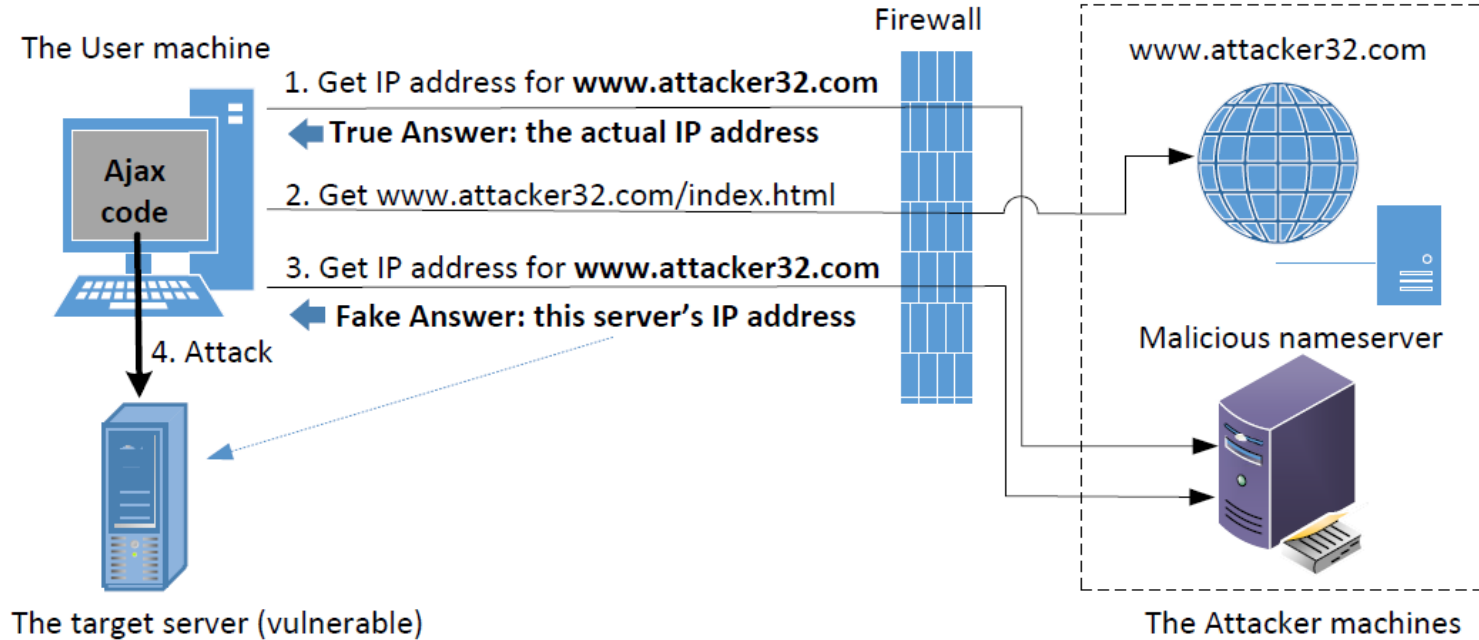 Firewall
The User machine
www.attacker32.com
1. Get IP address for www.attacker32.com
True Answer: the actual IP address
Ajax
code
2. Get www.attacker32.com/index.html
3. Get IP address for www.attacker32.com
Fake Answer: this server's IP address
Malicious nameserver
4. Attack
The target server (vulnerable)
The Attacker machines